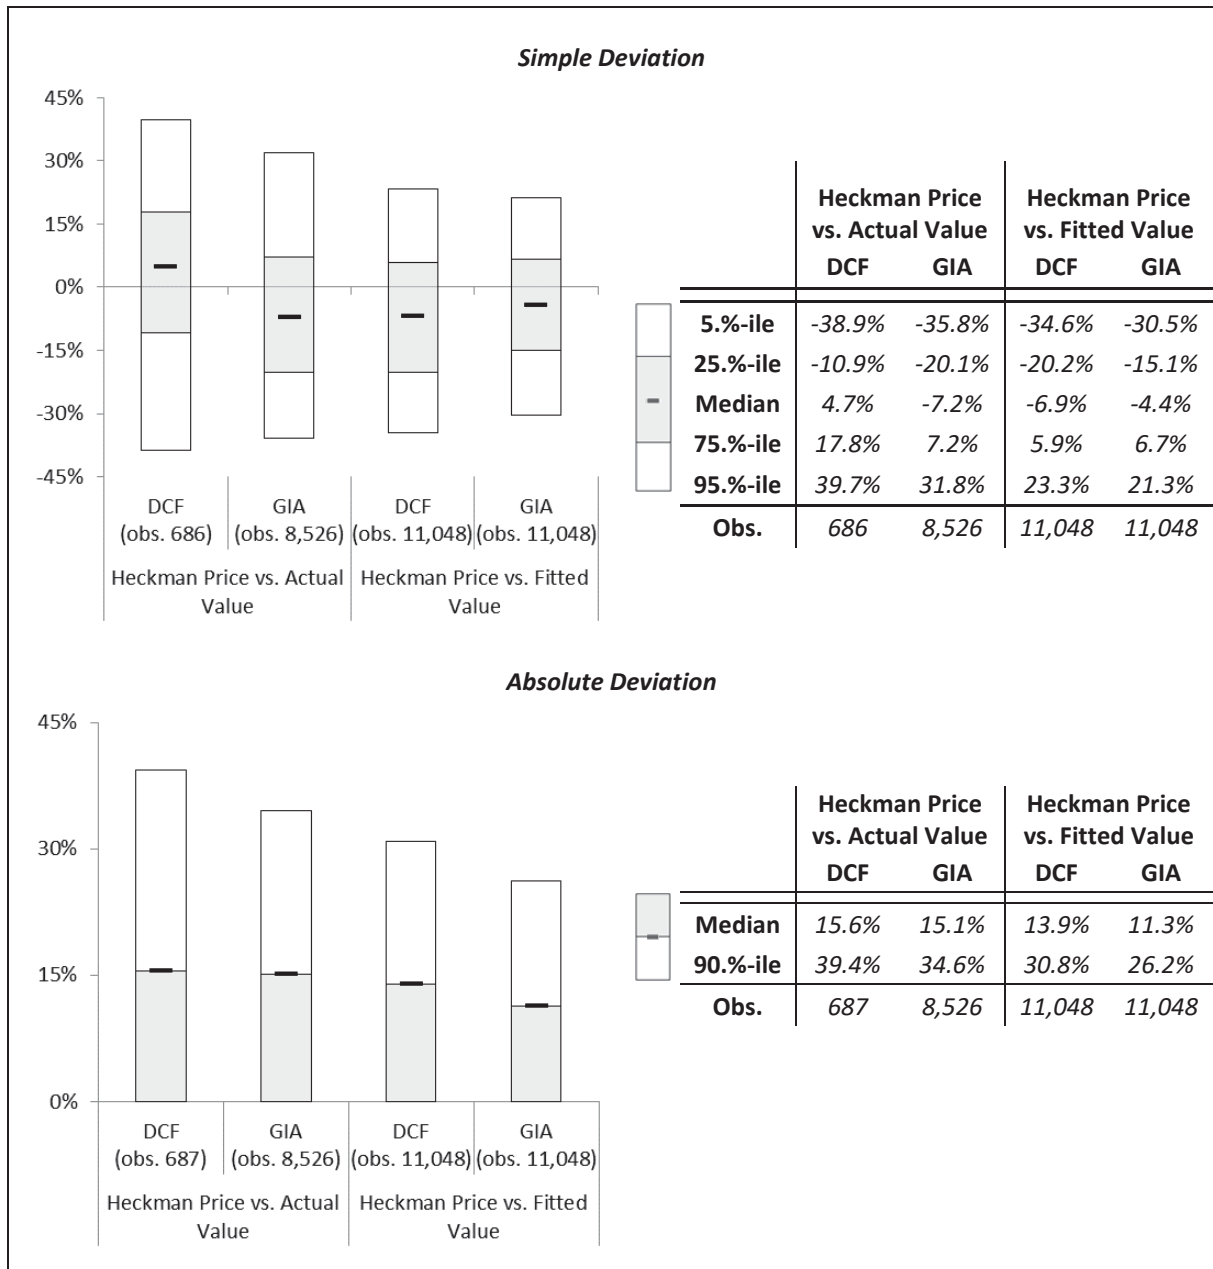 Simple Deviation
45%
30%
15%
0%
-15%
-30%
-45%
DCF GIA DCF GIA
(obs. 686) (obs. 8,526) (obs. 11,048) (obs. 11,048)
Heckman Price vs. Actual Heckman Price vs. Fitted
Value Value
Heckman Price Heckman Price
vs. Actual Value vs. Fitted Value
DCF GIA DCF GIA
5.%-ile -38.9% -35.8% -34.6% -30.5%
25.%-ile -10.9% -20.1% -20.2% -15.1%
Median 4.7% -7.2% -6.9% -4.4%
75.%-ile 17.8% 7.2% 5.9% 6.7%
95.%-ile 39.7% 31.8% 23.3% 21.3%
Obs. 686 8,526 11,048 11,048
Absolute Deviation
45%
30%
15%
0%
DCF GIA DCF GIA
(obs. 687) (obs. 8,526) (obs. 11,048) (obs. 11,048)
Heckman Price vs. Actual Heckman Price vs. Fitted
Value Value
Heckman Price Heckman Price
vs. Actual Value vs. Fitted Value
DCF GIA DCF GIA
Median 15.6% 15.1% 13.9% 11.3%
90.%-ile 39.4% 34.6% 30.8% 26.2%
Obs. 687 8,526 11,048 11,048